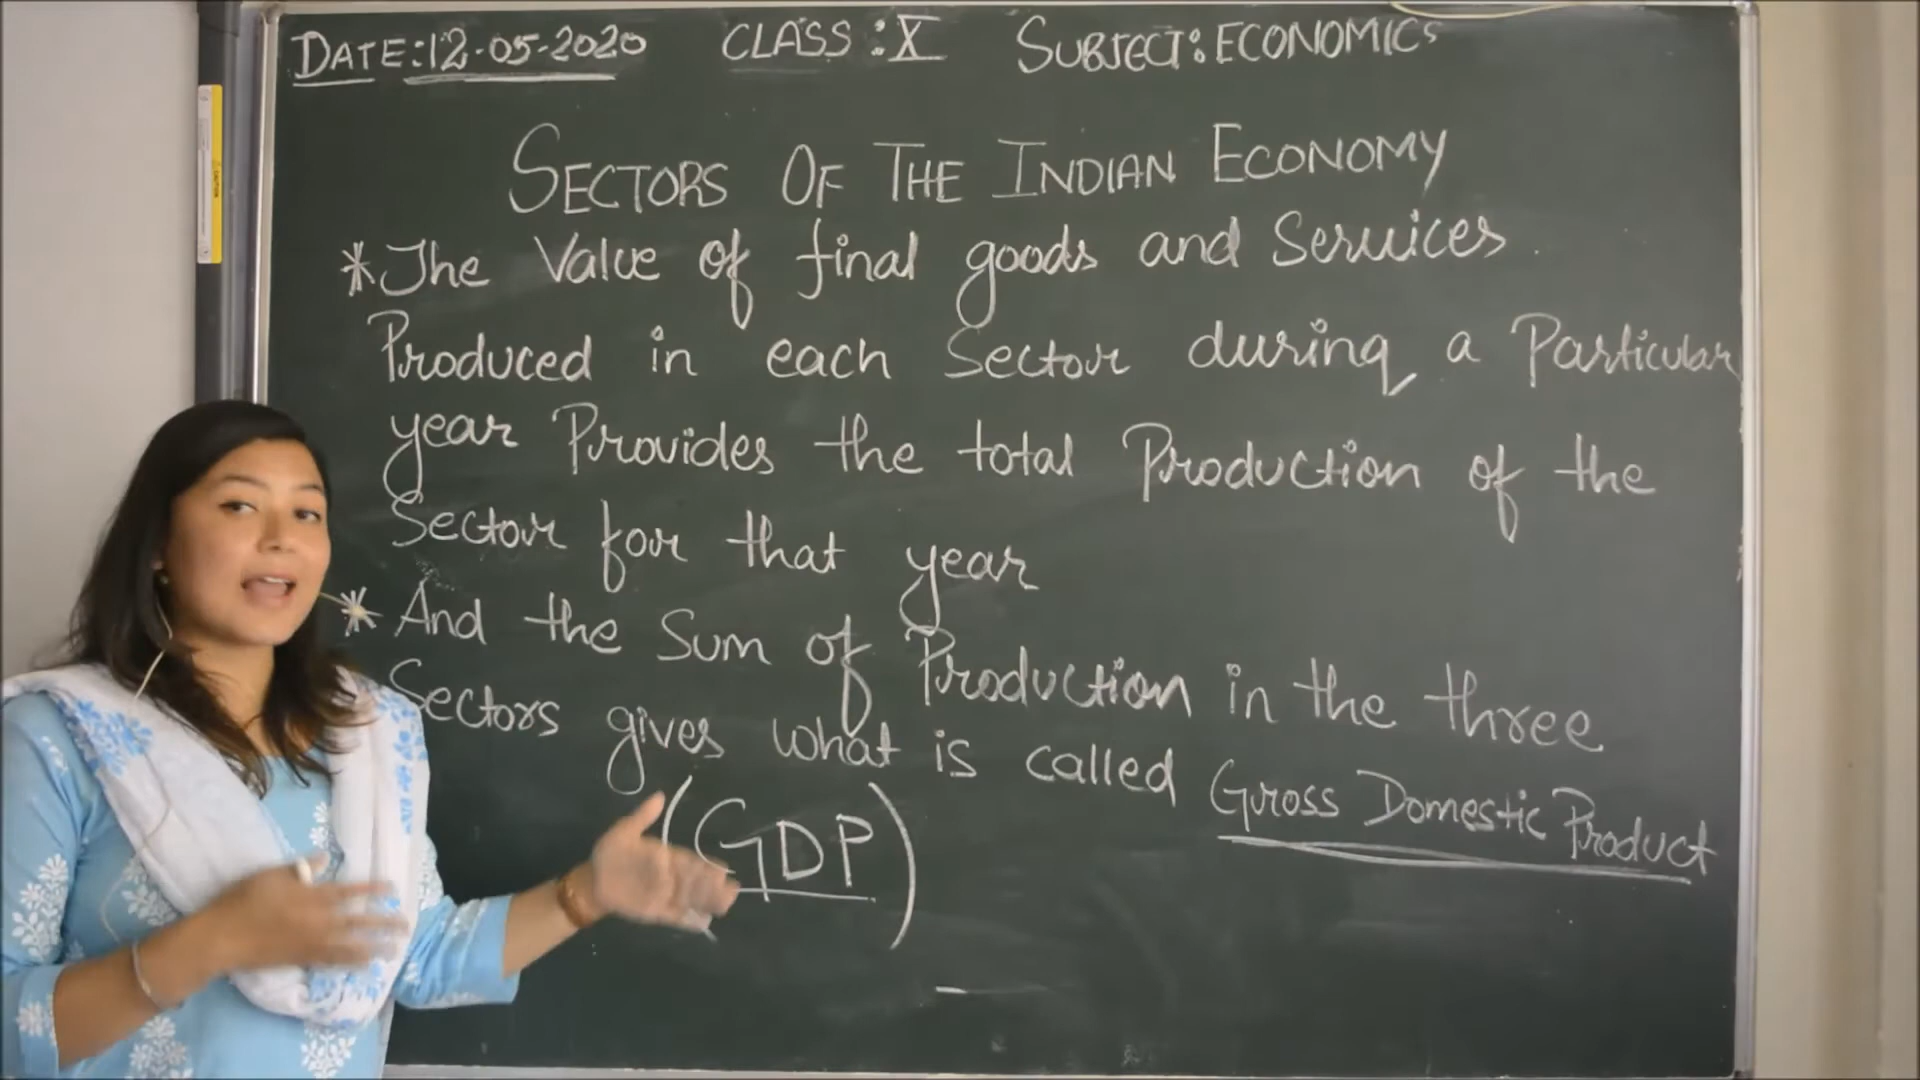 DATE:12-05-2020 CLASS:X SUBJECT:ECONOMICS
SECTORS OF THE INDIAN ECONOMY
*The Value of final goods and Services
Produced in each Sector during a Particular
year Provides the total Production of the
Sector for that year
* And the Sum of Production in the three
Sectors gives what is called Gross Domestic Product
(GDP)